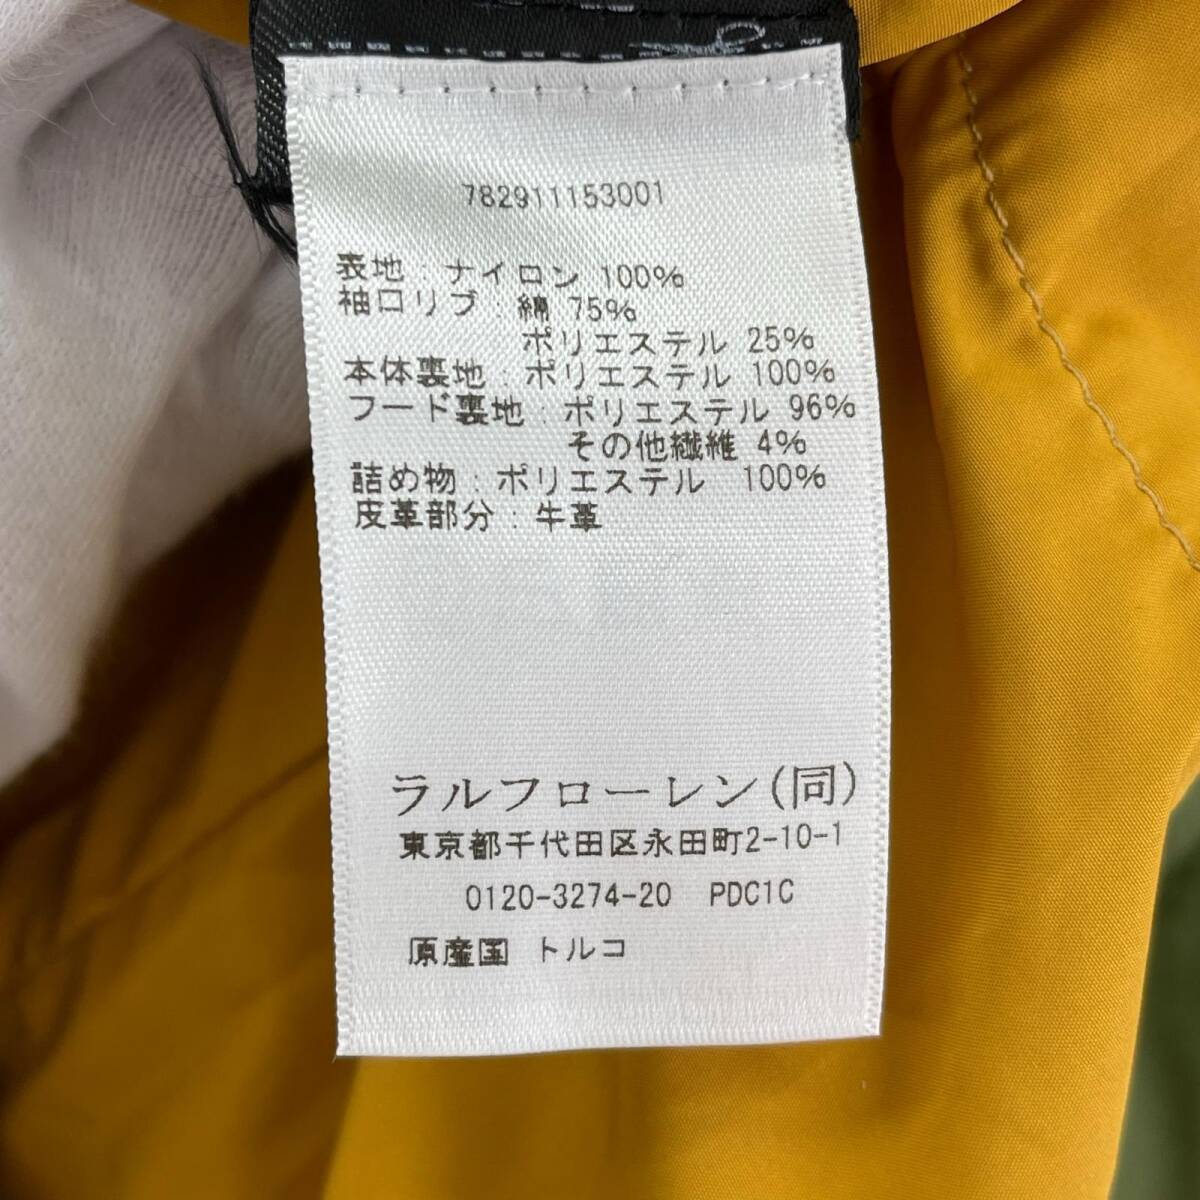 782911153001
表地:ナイロン 100%
袖口リブ:綿 75%
ポリエステル 25%
本体裏地:ポリエステル 100%
フード裏地:ポリエステル 96%
その他繊維 4%
詰め物:ポリエステル 100%
皮革部分:牛革
ラルフローレン(同)
東京都千代田区永田町2-10-1
0120-3274-20 PDC1C
原産国 トルコ